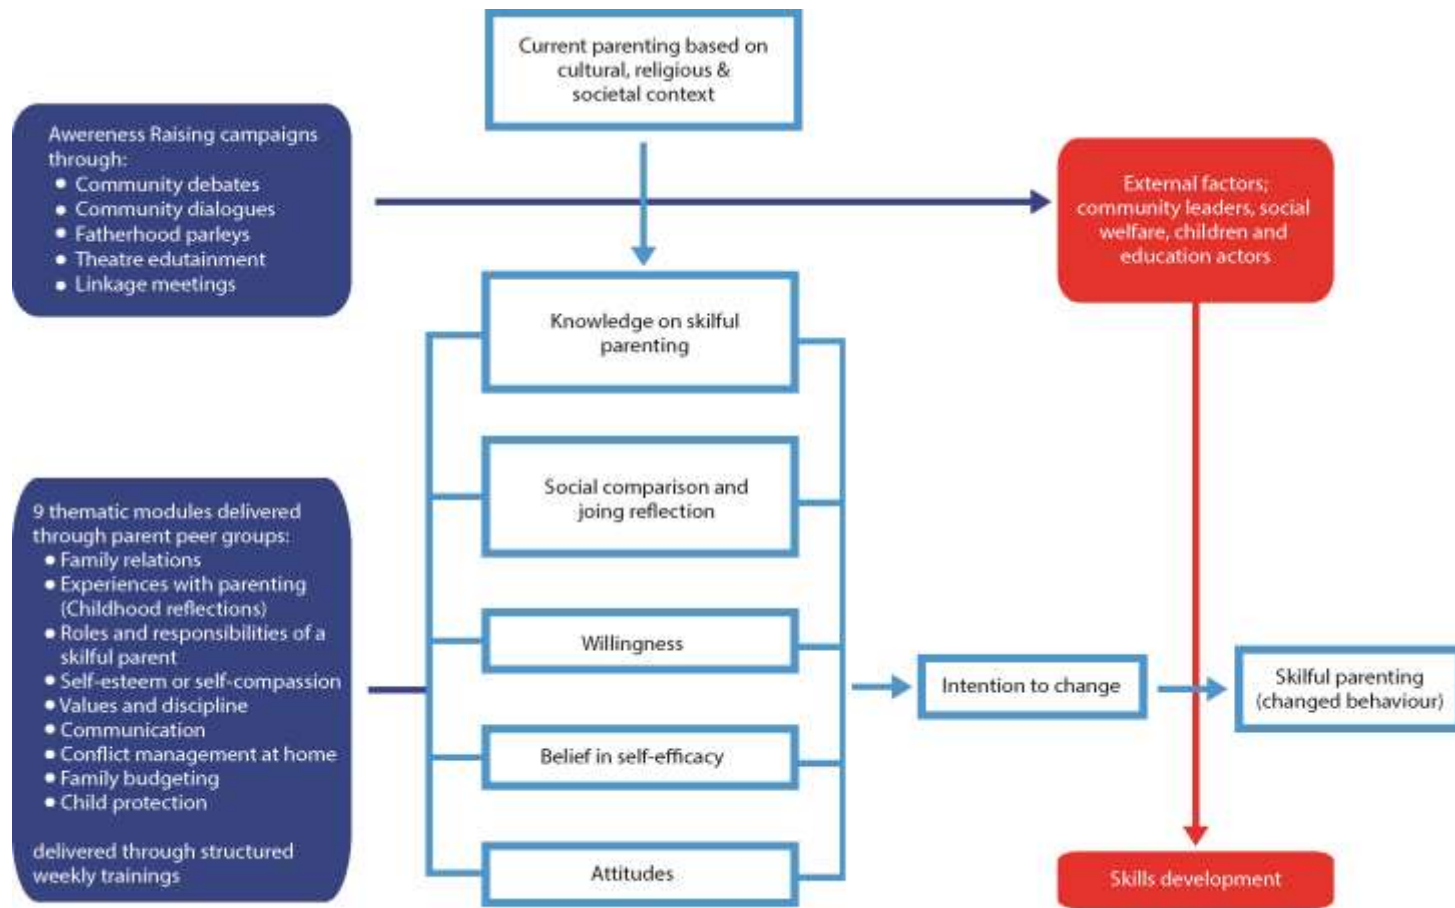 Current parenting based on
cultural, religious &
societal context
Awereness Raising campaigns
through:
• Community debates
• Community dialogues
• Fatherhood parleys
• Theatre edutainment
• Linkage meetings
External factors;
community leaders, social
welfare, children and
education actors
Knowledge on skilful
parenting
Social comparison and
joing reflection
9 thematic modules delivered
through parent peer groups:
• Family relations
• Experiences with parenting
(Childhood reflections)
• Roles and responsibilities of a
skilful parent
• Self-esteem or self-compassion
• Values and discipline
• Communication
• Conflict management at home
• Family budgeting
• Child protection
delivered through structured
weekly trainings
Willingness
Belief in self-efficacy
Attitudes
Intention to change
Skilful parenting
(changed behaviour)
Skills development